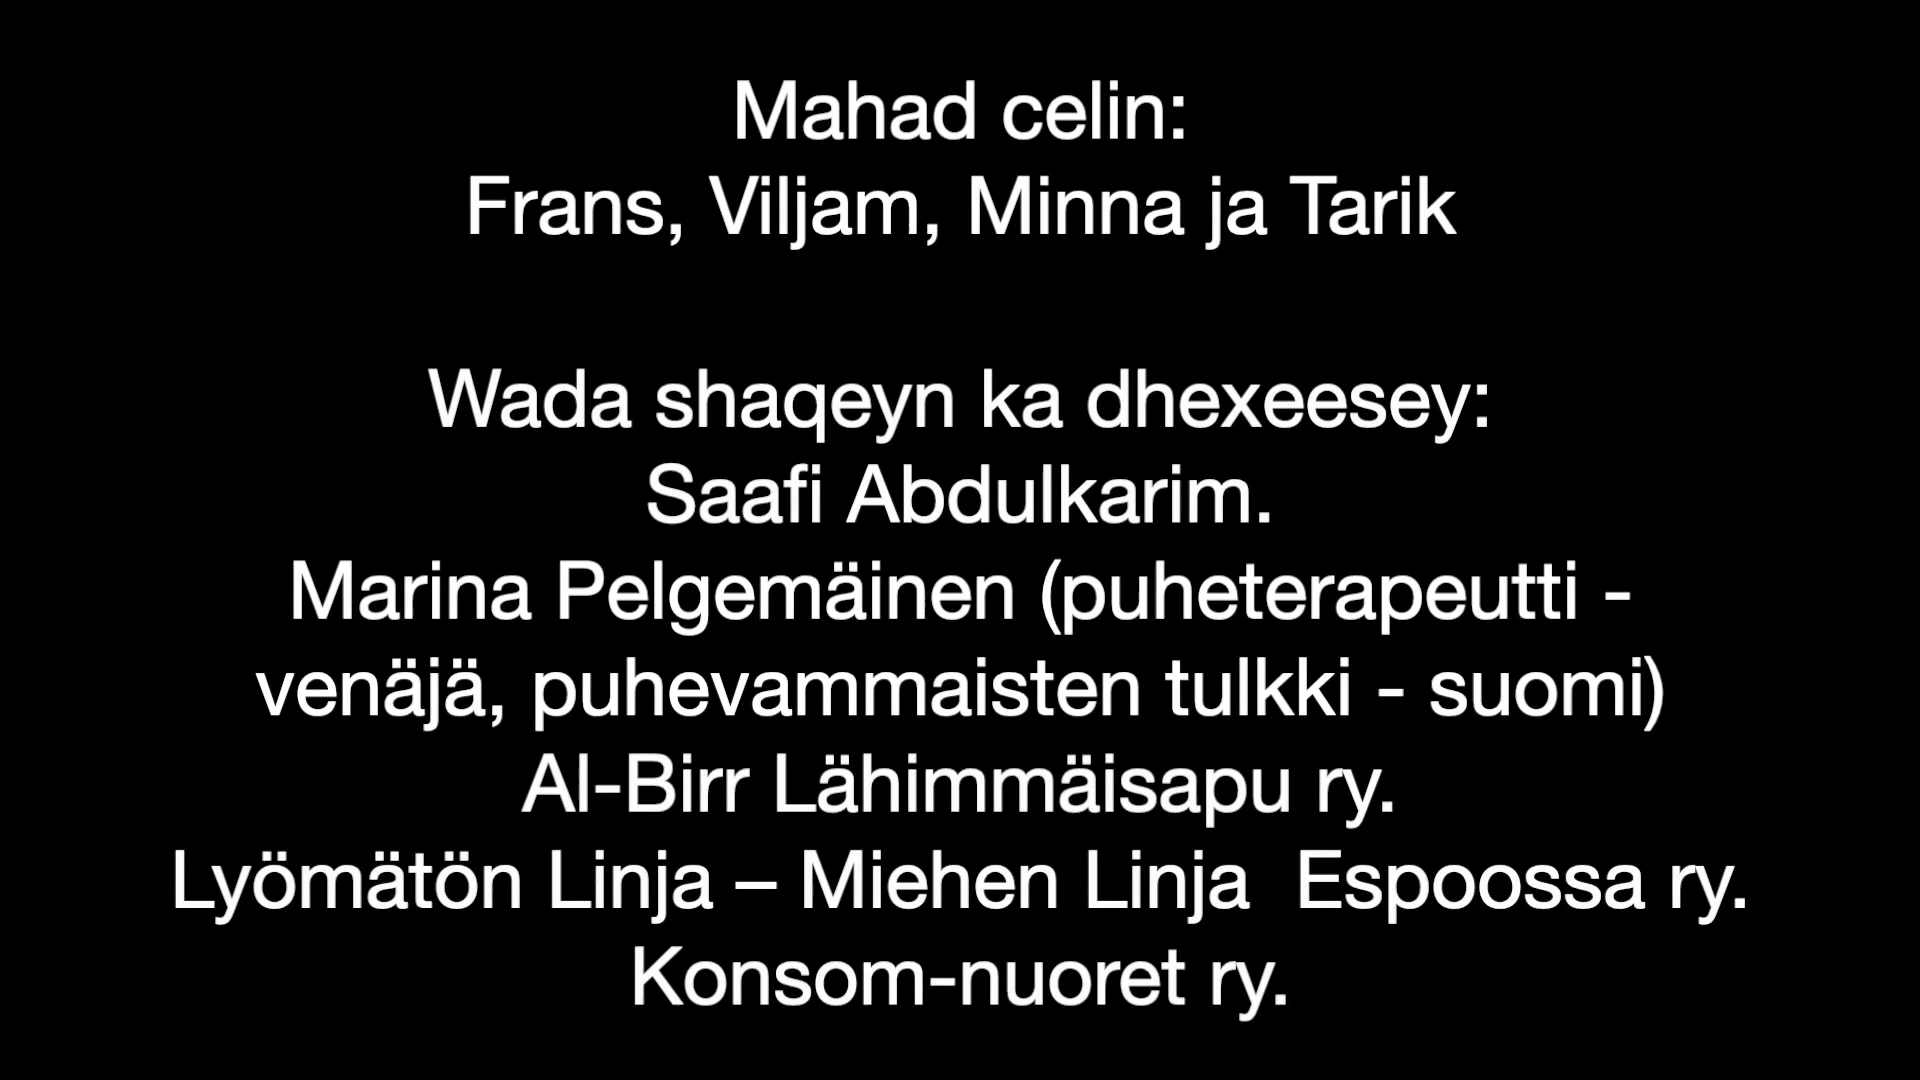 Mahad celin:
Frans, Viljam, Minna ja Tarik
Wada shaqeyn ka dhexeesey:
Saafi Abdulkarim.
Marina Pelgemäinen (puheterapeutti -
venäjä, puhevammaisten tulkki - suomi)
Al-Birr Lähimmäisapu ry.
Lyömätön Linja – Miehen Linja  Espoossa ry.
Konsom-nuoret ry.